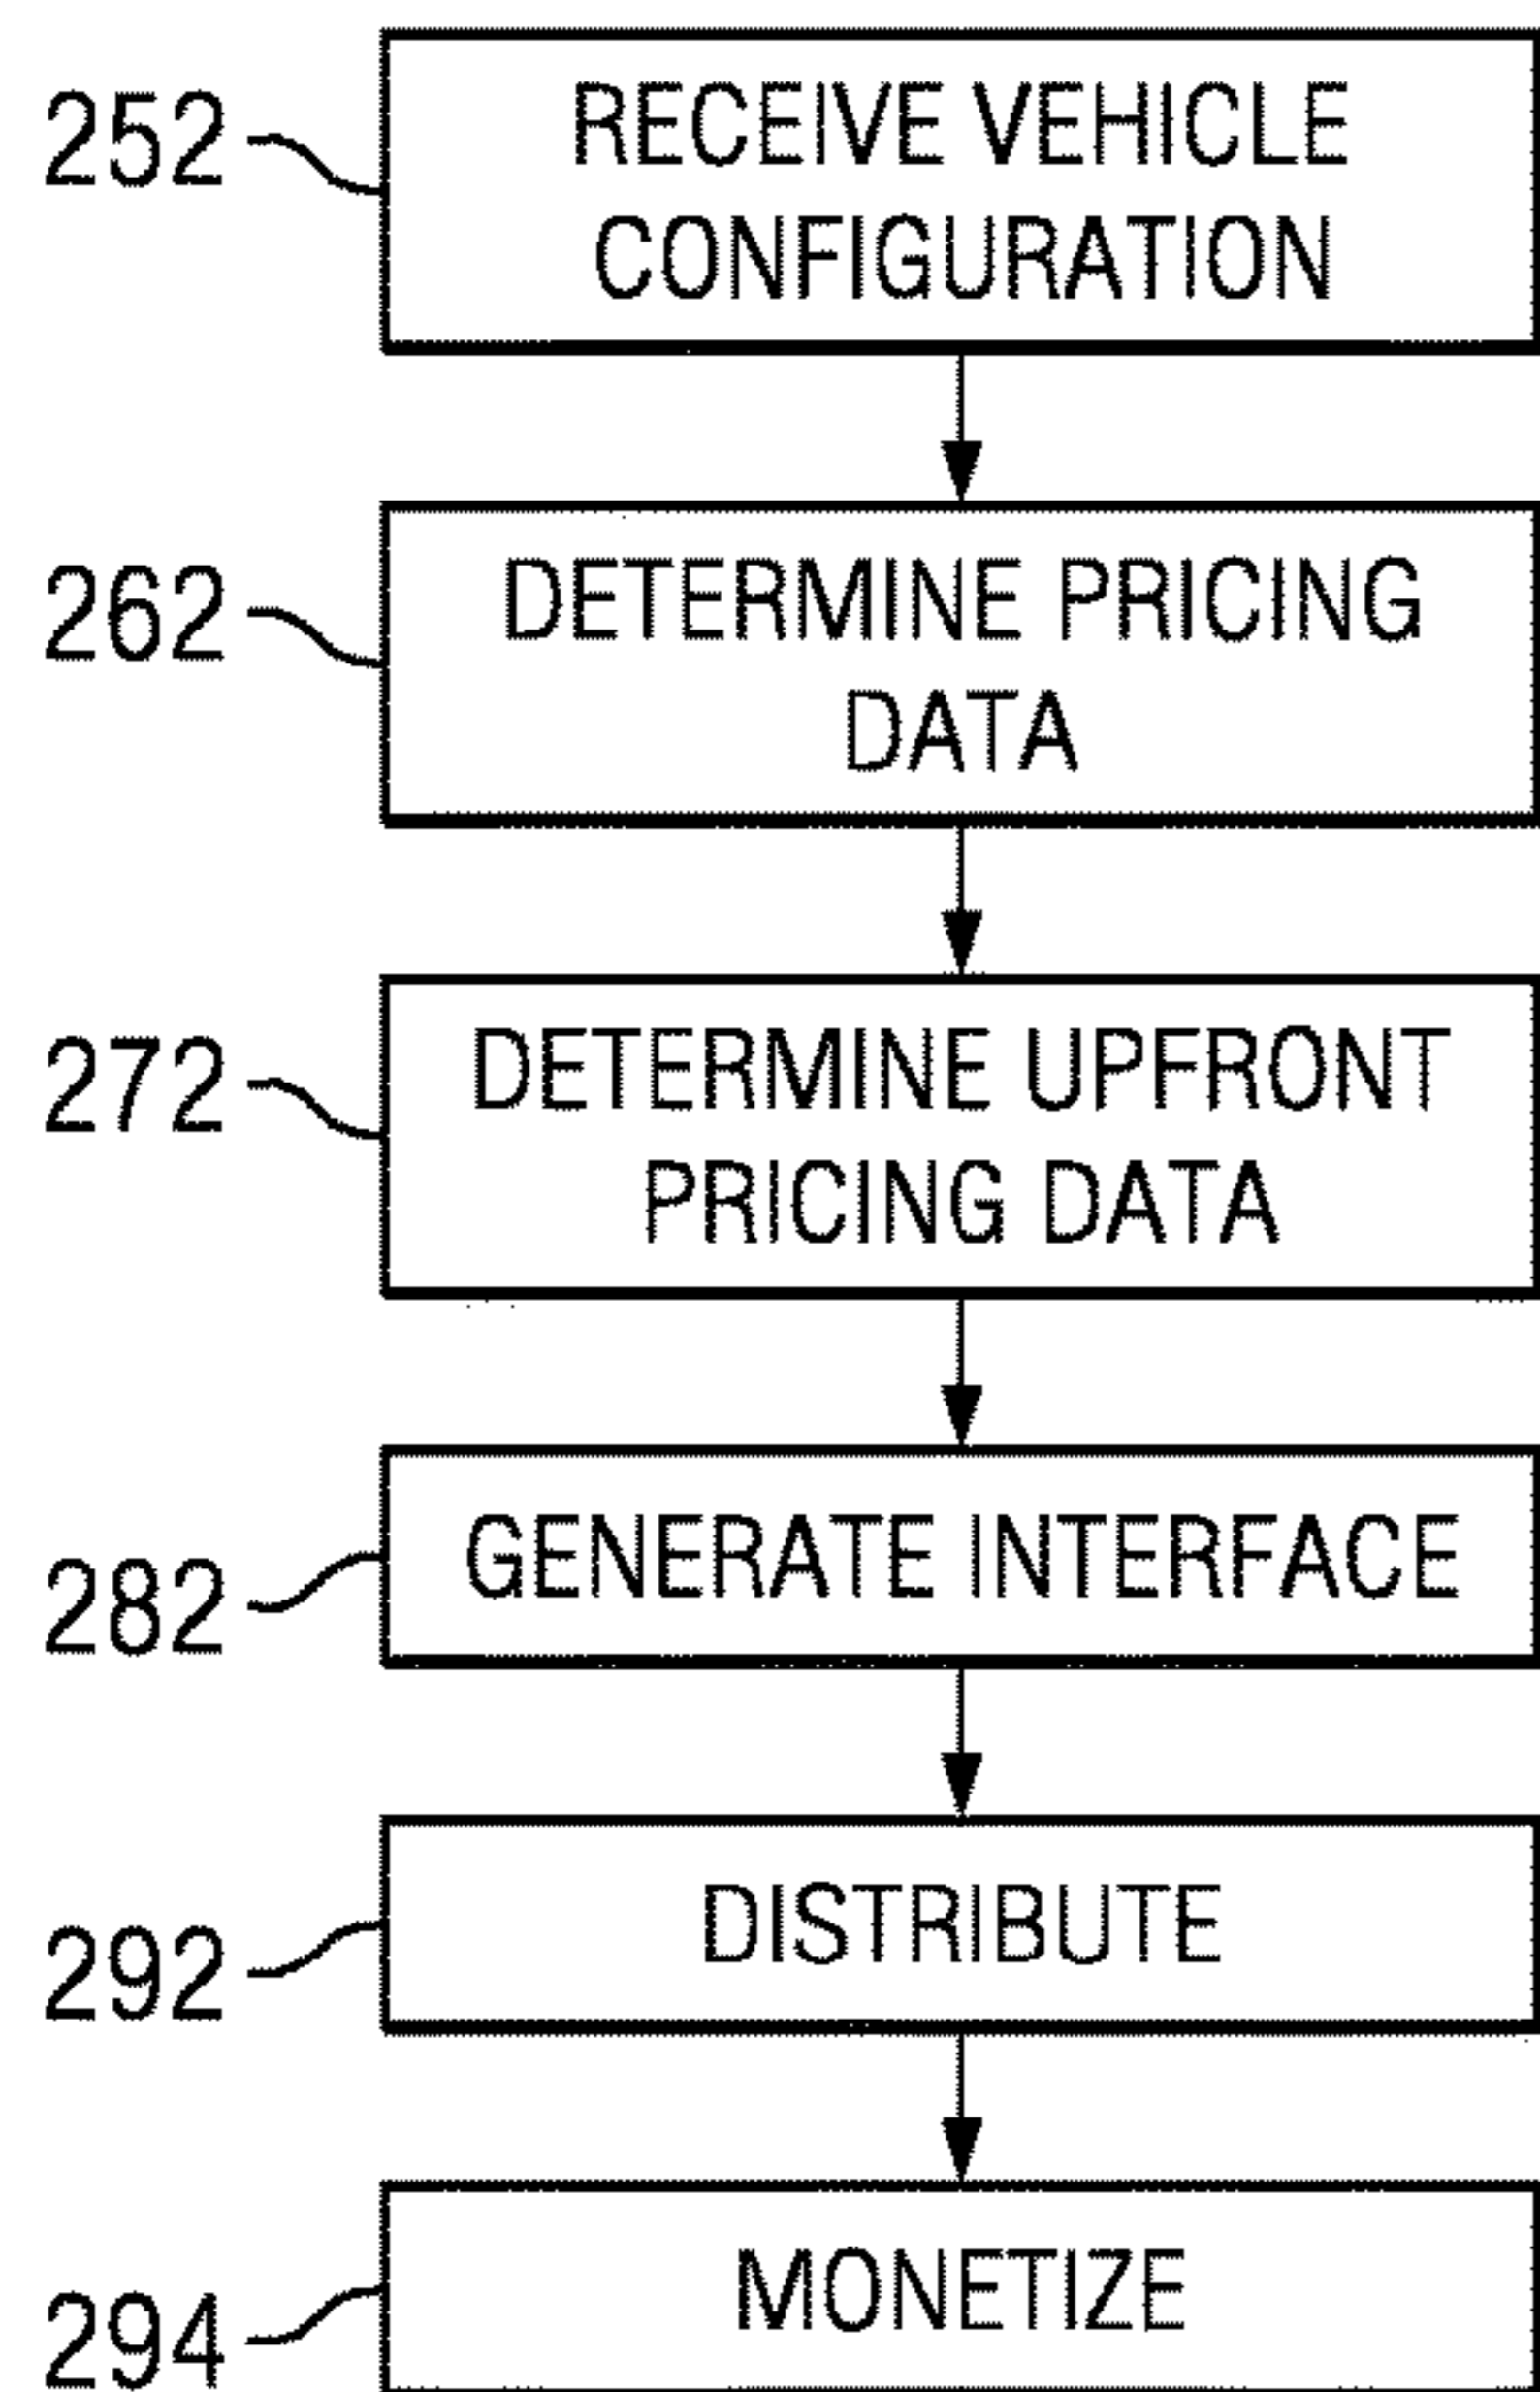 252
RECEIVE VEHICLE
CONFIGURATION
262
DETERMINE PRICING
DATA
272
DETERMINE UPFRONT
PRICING DATA
282
GENERATE INTERFACE
292
DISTRIBUTE
294
MONETIZE